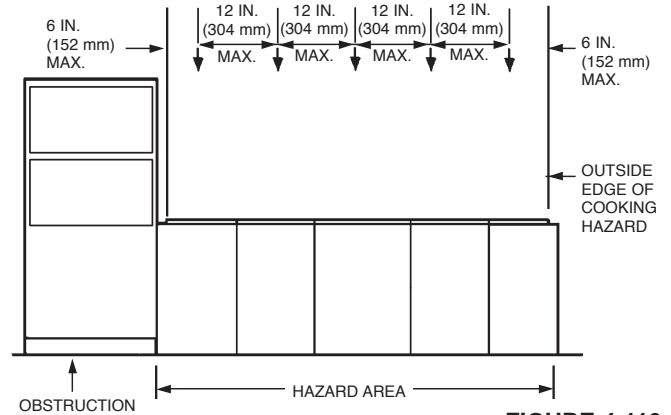 6 IN.
(152 mm)
MAX.
12 IN.
(304 mm)
MAX.
12 IN.
(304 mm)
MAX.
12 IN.
(304 mm)
MAX.
12 IN.
(304 mm)
MAX.
6 IN.
(152 mm)
MAX.
OUTSIDE
EDGE OF
COOKING
HAZARD
HAZARD AREA
OBSTRUCTION